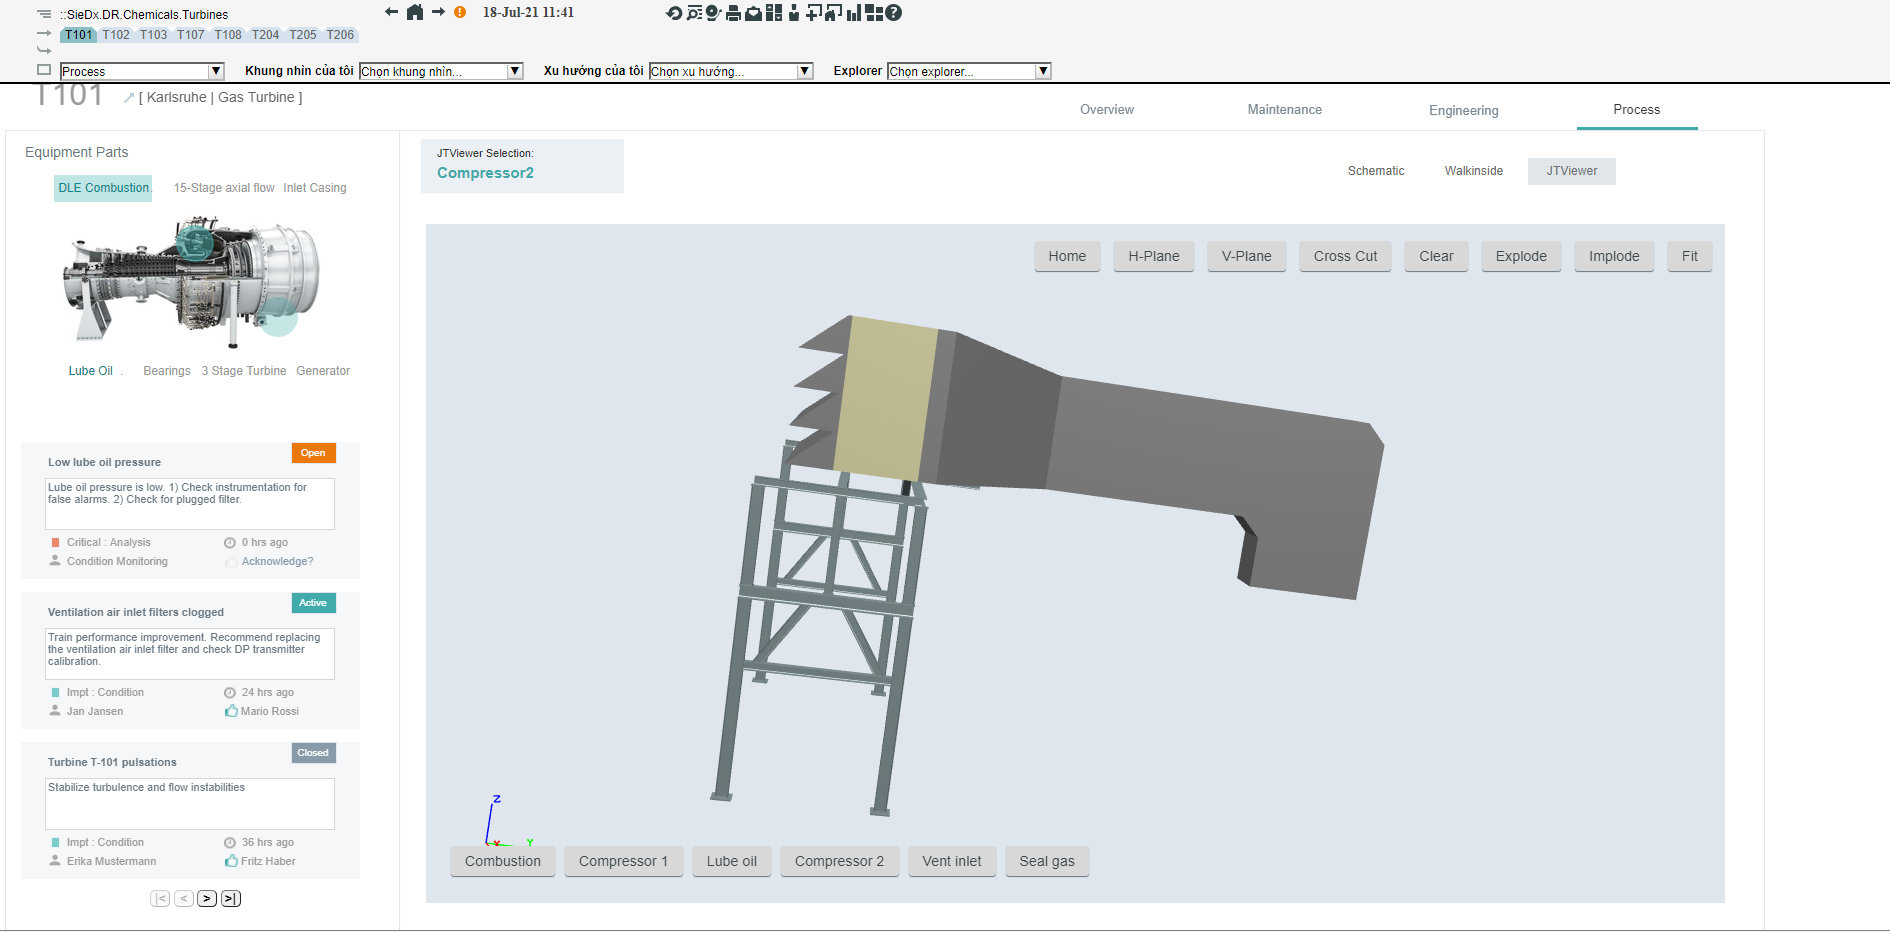 ::SieDx.DR.Chemicals.Turbines
18-Jul-21 11:41
T101 T102 T103 T107 T108 T204 T205 T206
Process Khung nhìn của tôi Chọn khung nhìn... Xu hướng của tôi Chọn xu hướng... Explorer Chọn explorer...
T101 [ Karlsruhe | Gas Turbine ]
Overview Maintenance Engineering Process
Equipment Parts
DLE Combustion 15-Stage axial flow Inlet Casing
Lube Oil . Bearings 3 Stage Turbine Generator
Low lube oil pressure Open
Lube oil pressure is low. 1) Check instrumentation for
false alarms. 2) Check for plugged filter.
Critical : Analysis 0 hrs ago
Condition Monitoring Acknowledge?
Ventilation air inlet filters clogged Active
Train performance improvement. Recommend replacing
the ventilation air inlet filter and check DP transmitter
calibration.
Impt : Condition 24 hrs ago
Jan Jansen Mario Rossi
Turbine T-101 pulsations Closed
Stabilize turbulence and flow instabilities
Impt : Condition 36 hrs ago
Erika Mustermann Fritz Haber
|< < > >|
JTViewer Selection:
Compressor2
Schematic Walkinside JTViewer
Home H-Plane V-Plane Cross Cut Clear Explode Implode Fit
Z
X Y
Combustion Compressor 1 Lube oil Compressor 2 Vent inlet Seal gas